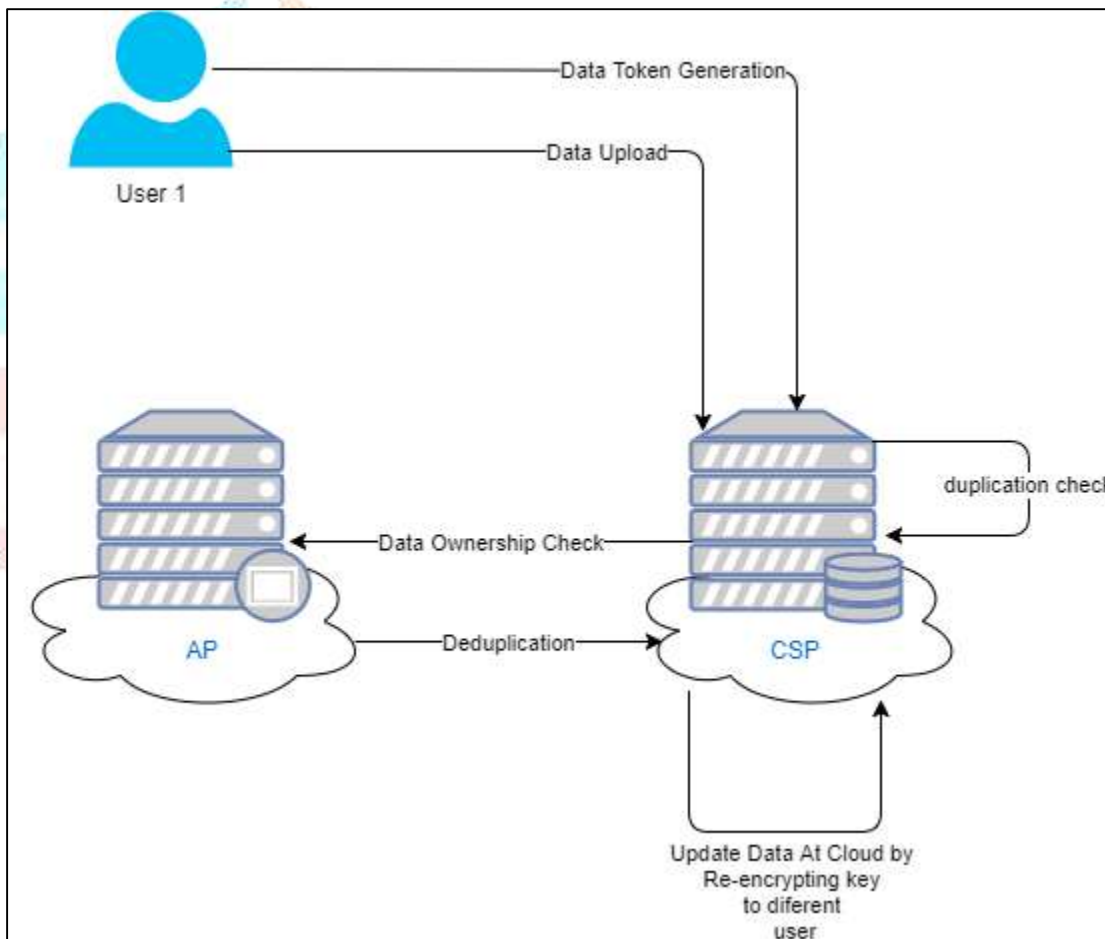 Data Token Generation
Data Upload
User 1
duplication check
Data Ownership Check
Deduplication
AP
CSP
Update Data At Cloud by
Re-encrypting key
to diferent
user